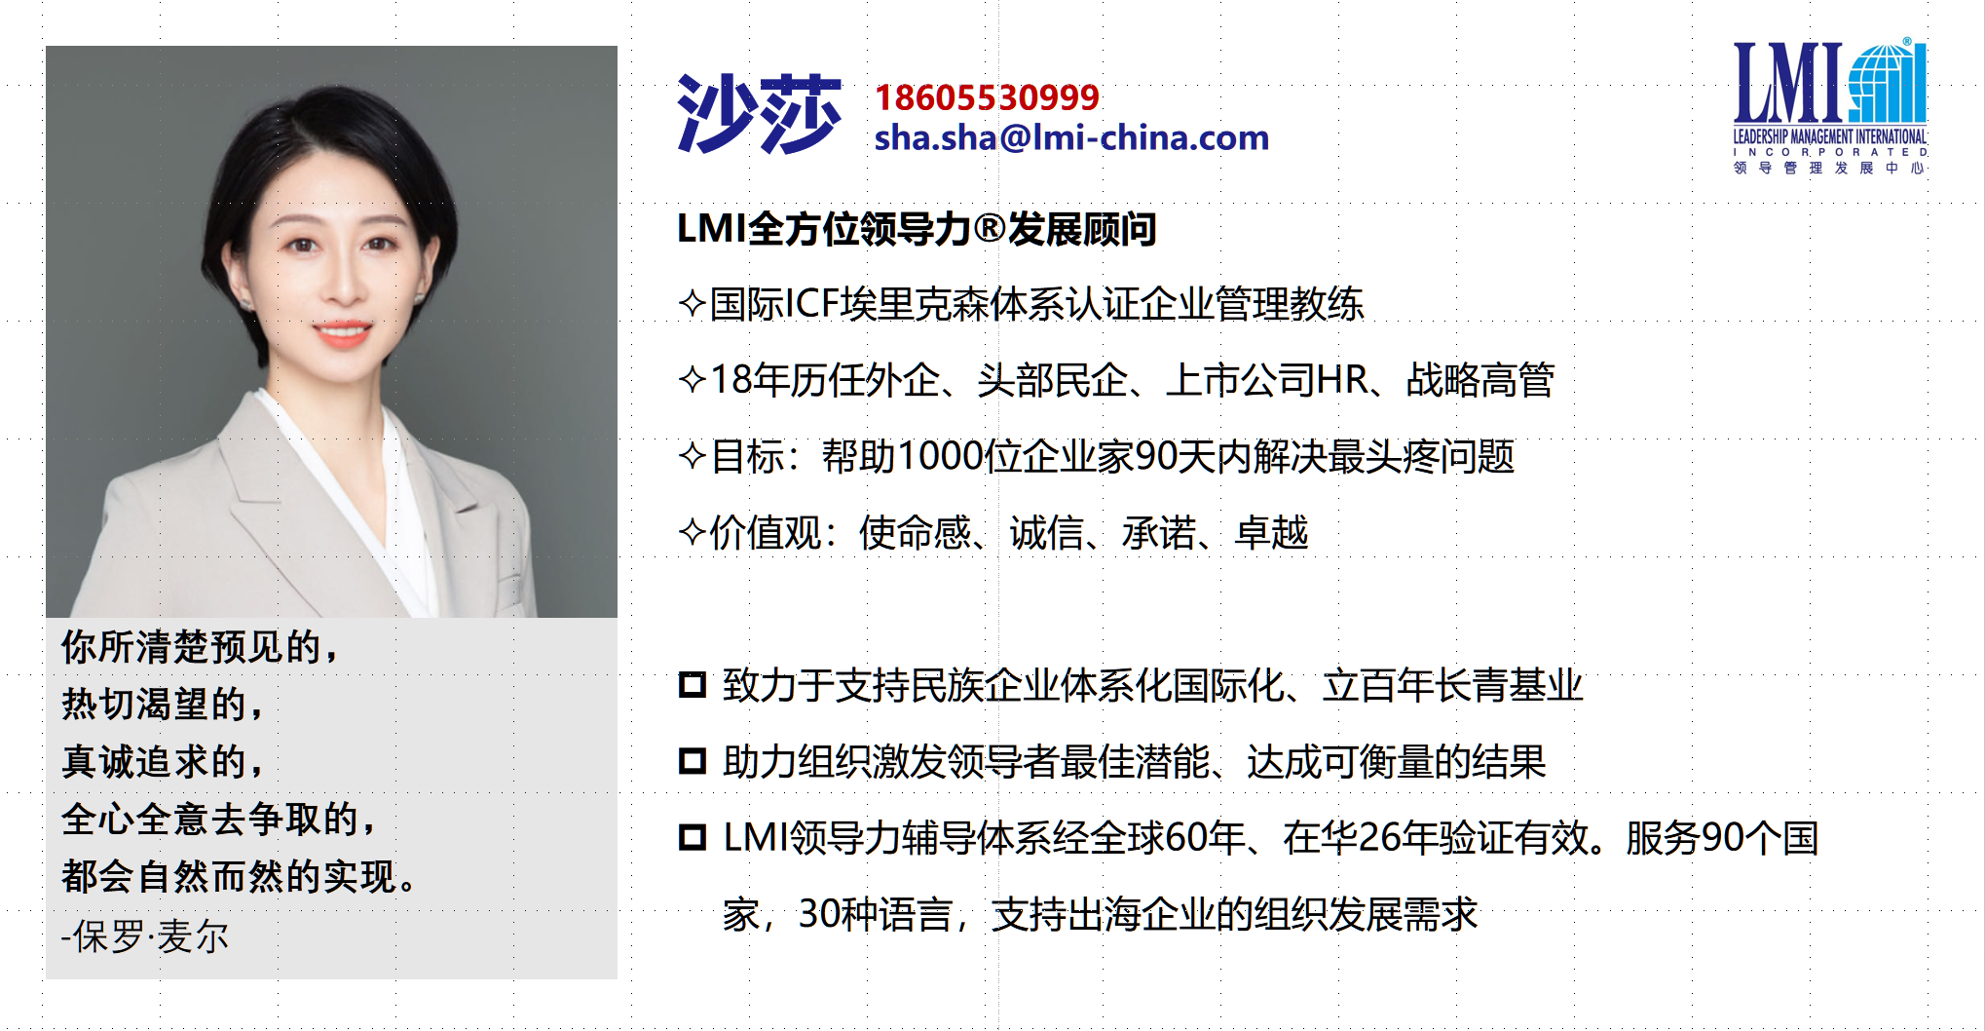 沙莎
18605530999
sha.sha@lmi-china.com
LMI®
LEADERSHIP MANAGEMENT INTERNATIONAL
INCORPORATED
领导管理发展中心
LMI全方位领导力®发展顾问
✧国际ICF埃里克森体系认证企业管理教练
✧18年历任外企、头部民企、上市公司HR、战略高管
✧目标：帮助1000位企业家90天内解决最头疼问题
✧价值观：使命感、诚信、承诺、卓越
你所清楚预见的，
热切渴望的，
真诚追求的，
全心全意去争取的，
都会自然而然的实现。
-保罗·麦尔
致力于支持民族企业体系化国际化、立百年长青基业
助力组织激发领导者最佳潜能、达成可衡量的结果
LMI领导力辅导体系经全球60年、在华26年验证有效。服务90个国
家，30种语言，支持出海企业的组织发展需求